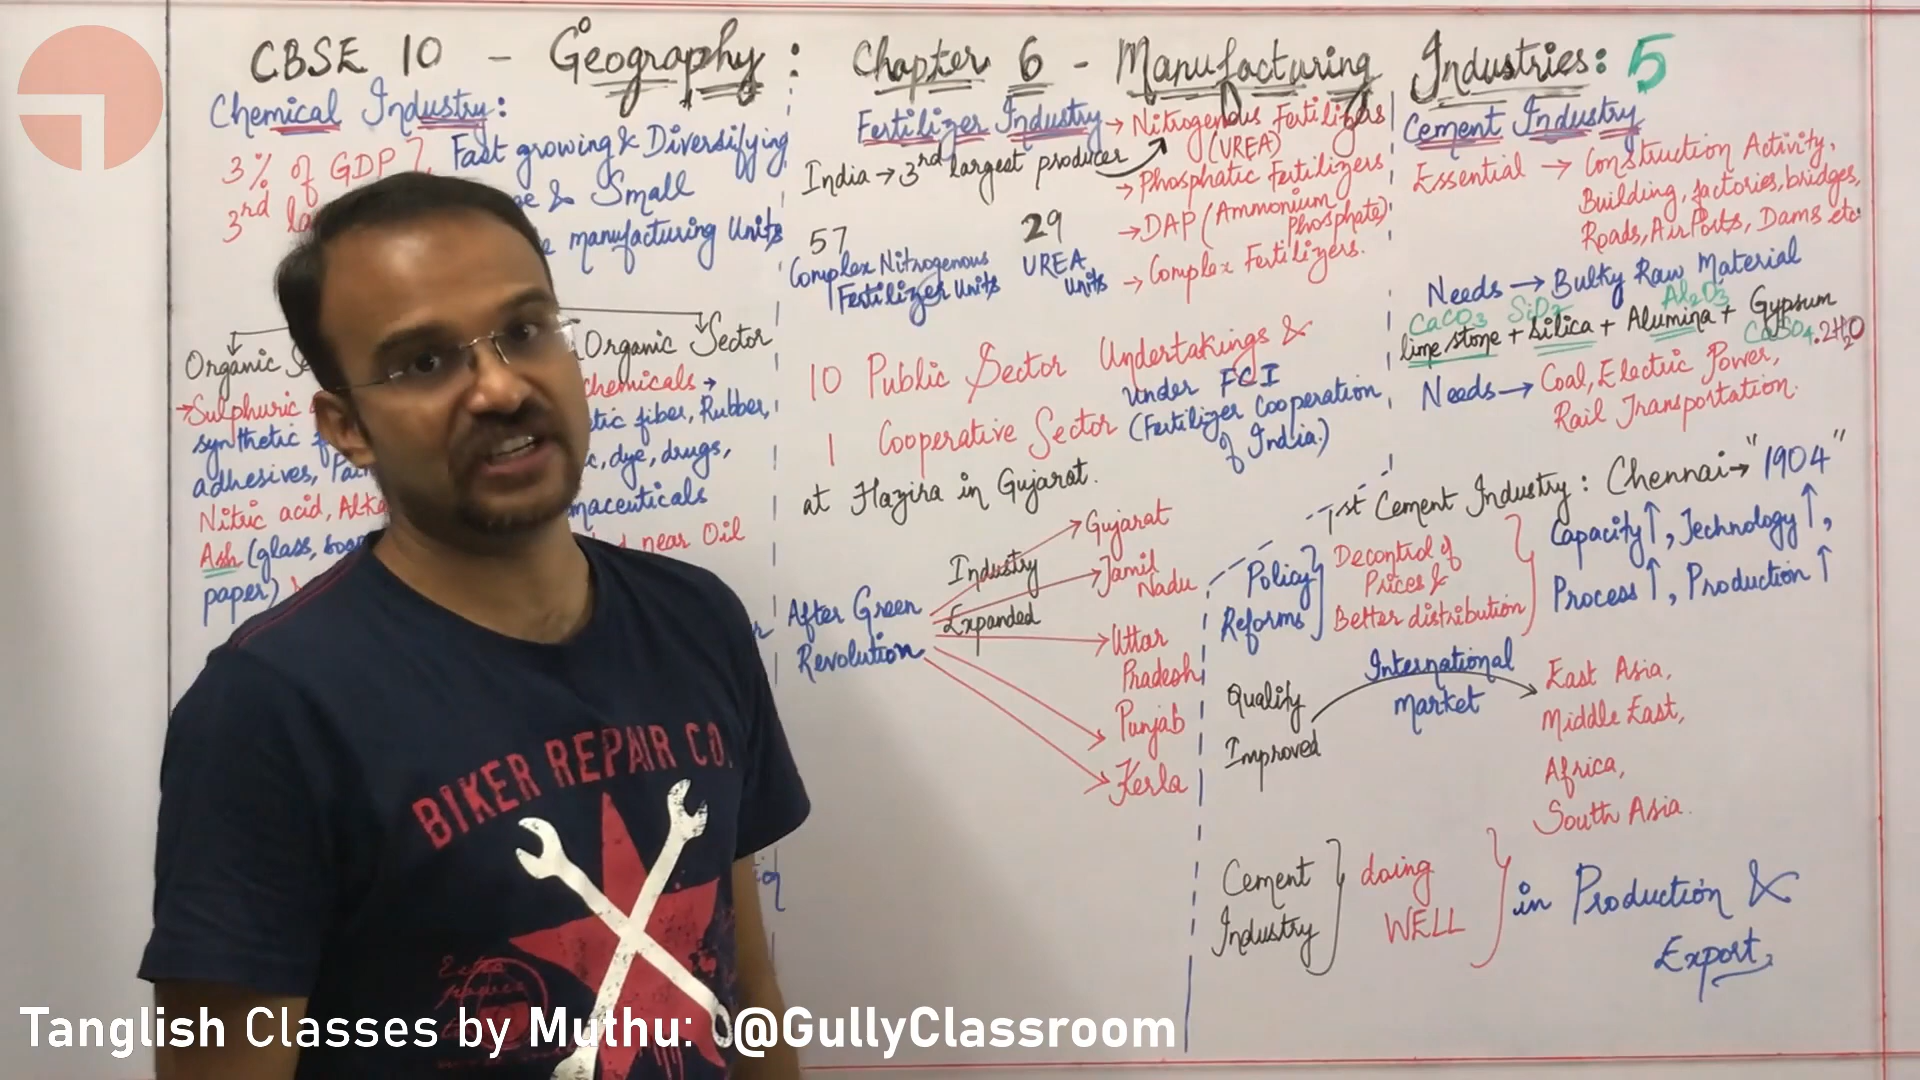 CBSE 10 - Geography: Chapter 6 - Manufacturing Industries: 5
Chemical Industry:
3% of GDP
Fast growing & Diversifying
3rd
& Small
manufacturing Units
Organic
Organic Sector
Sulphuric
chemicals →
synthetic
fiber, Rubber,
adhesives,
dye, drugs,
Nitric acid,
Ash (glass,
near Oil
paper)
Fertilizer Industry → Nitrogenous Fertilizers
(UREA)
India → 3rd largest producer
→ Phosphatic Fertilizers
→ DAP (Ammonium
Phosphate)
→ Complex Fertilizers.
57
Complex Nitrogenous
Fertilizer Units
29
UREA
Units
10 Public Sector Undertakings &
1 Cooperative Sector
Under FCI
(Fertilizer Cooperation
of India.)
at Hazira in Gujarat.
After Green
Revolution
Industry
Expanded
Gujarat
Tamil
Nadu
Uttar
Pradesh
Punjab
Kerla
Cement Industry
Essential → Construction Activity,
Building, factories, bridges,
Roads, AirPorts, Dams etc
Needs → Bulky Raw Material
CaCO3 SiO2 Al2O3
lime stone + Silica + Alumina + Gypsum
CaSO4.2H2O
Needs → Coal, Electric Power,
Rail Transportation.
1st Cement Industry: Chennai → "1904"
Policy
Reforms
Decontrol of
Prices &
Better distribution
Capacity ↑, Technology ↑,
Process ↑, Production ↑
Quality
Improved
International
Market
East Asia,
Middle East,
Africa,
South Asia.
Cement
Industry
doing
WELL
in Production &
Export
BIKER REPAIR CO.
Tanglish Classes by Muthu: @GullyClassroom